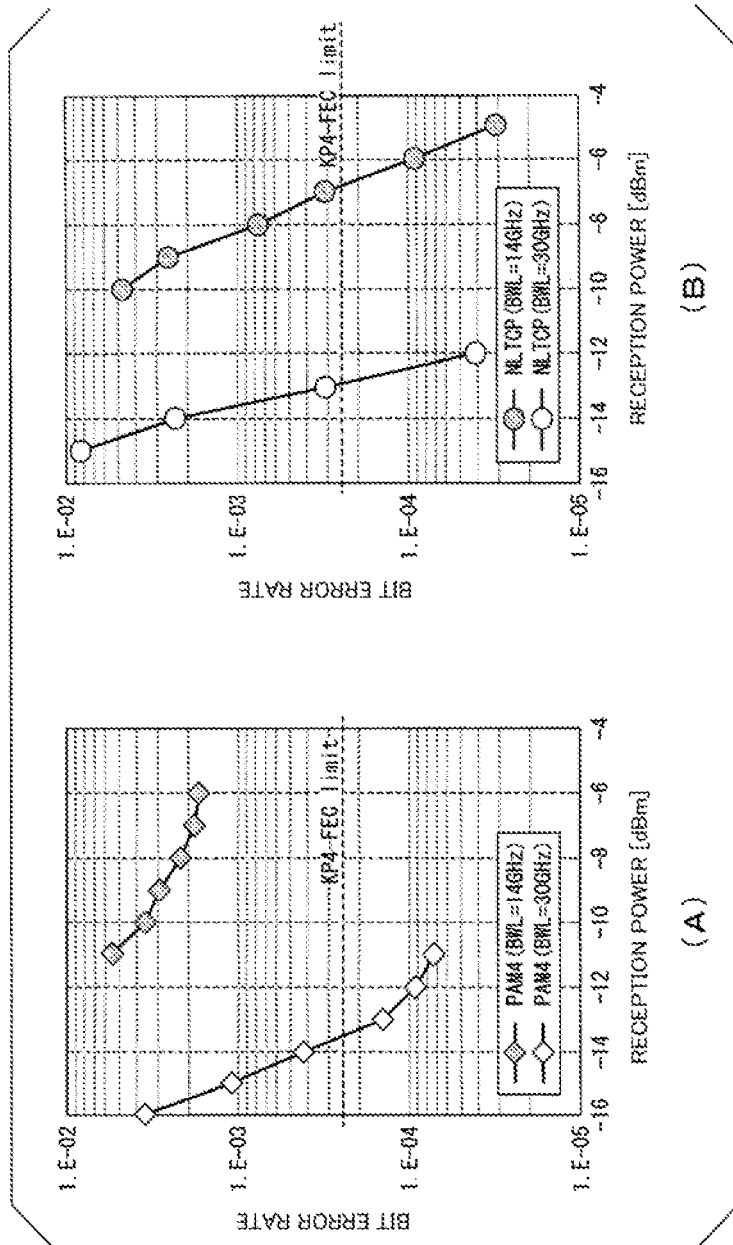 BIT ERROR RATE
1.E-02
1.E-03
1.E-04
1.E-05
KP4-FEC limit
PAM4 (BWL=14GHz)
PAM4 (BWL=30GHz)
-16
-14
-12
-10
-8
-6
-4
RECEPTION POWER [dBm]
(A)
BIT ERROR RATE
1.E-02
1.E-03
1.E-04
1.E-05
KP4-FEC limit
NLTCP (BWL=14GHz)
NLTCP (BWL=30GHz)
-16
-14
-12
-10
-8
-6
-4
RECEPTION POWER [dBm]
(B)